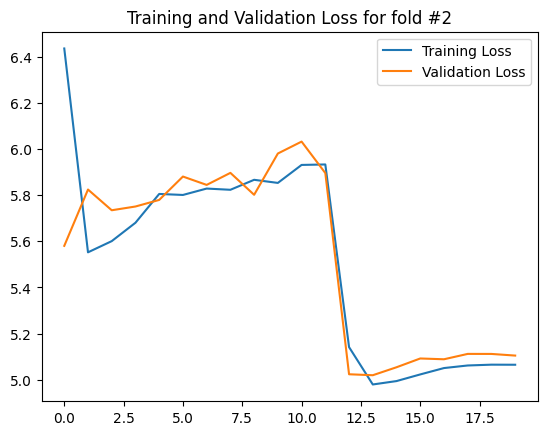 Training and Validation Loss for fold #2
Training Loss
Validation Loss
6.4
6.2
6.0
5.8
5.6
5.4
5.2
5.0
0.0 2.5 5.0 7.5 10.0 12.5 15.0 17.5